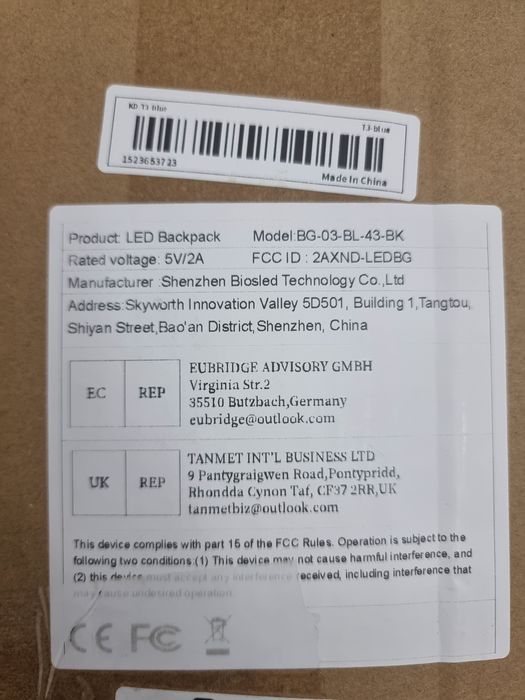 KD T3 blue
T3-blue
1523653723
Made In China
Product: LED Backpack Model:BG-03-BL-43-BK
Rated voltage: 5V/2A FCC ID : 2AXND-LEDBG
Manufacturer :Shenzhen Biosled Technology Co.,Ltd
Address:Skyworth Innovation Valley 5D501, Building 1,Tangtou,
Shiyan Street,Bao'an District,Shenzhen, China
EC REP
EUBRIDGE ADVISORY GMBH
Virginia Str.2
35510 Butzbach,Germany
eubridge@outlook.com
UK REP
TANMET INT'L BUSINESS LTD
9 Pantygraigwen Road,Pontypridd,
Rhondda Cynon Taf, CF37 2RR,UK
tanmetbiz@outlook.com
This device complies with part 15 of the FCC Rules. Operation is subject to the
following two conditions:(1) This device may not cause harmful interference, and
(2) this device must accept any interference received, including interference that
may cause undesired operation.
CE FC